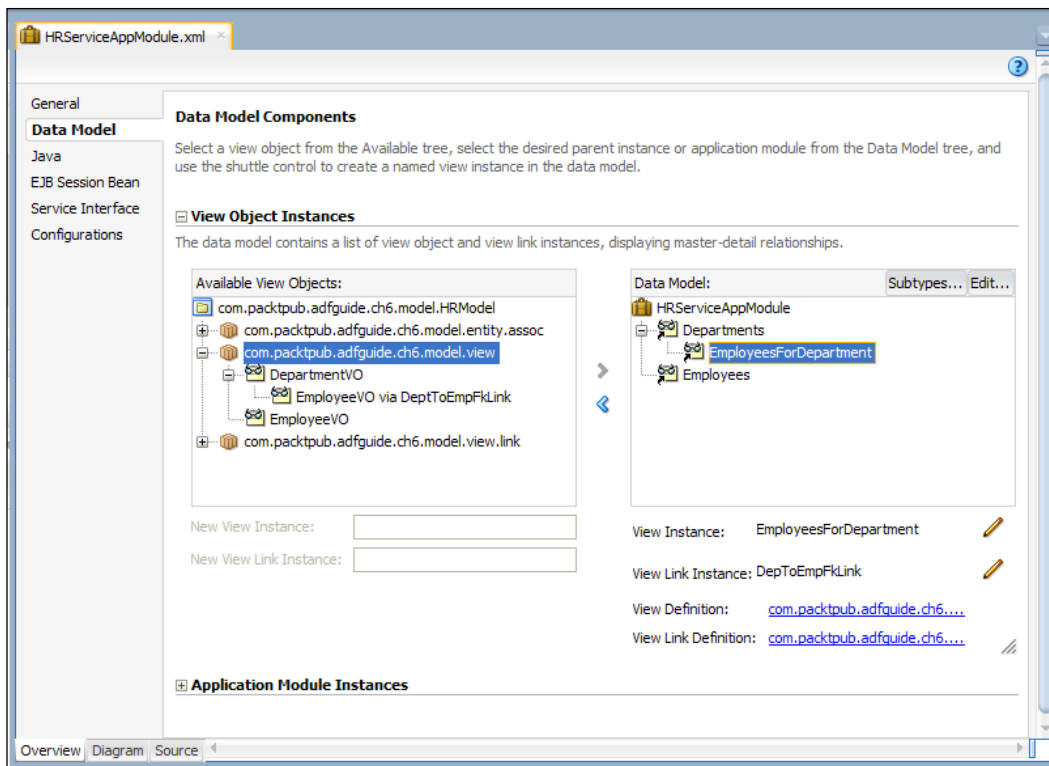 HRServiceAppModule.xml
General
Data Model
Java
EJB Session Bean
Service Interface
Configurations
Data Model Components
Select a view object from the Available tree, select the desired parent instance or application module from the Data Model tree, and
use the shuttle control to create a named view instance in the data model.
View Object Instances
The data model contains a list of view object and view link instances, displaying master-detail relationships.
Available View Objects:
com.packtpub.adfguide.ch6.model.HRModel
com.packtpub.adfguide.ch6.model.entity.assoc
com.packtpub.adfguide.ch6.model.view
DepartmentVO
EmployeeVO via DeptToEmpFkLink
EmployeeVO
com.packtpub.adfguide.ch6.model.view.link
New View Instance:
New View Link Instance:
Data Model: Subtypes... Edit...
HRServiceAppModule
Departments
EmployeesForDepartment
Employees
View Instance: EmployeesForDepartment
View Link Instance: DepToEmpFkLink
View Definition: com.packtpub.adfguide.ch6....
View Link Definition: com.packtpub.adfguide.ch6....
Application Module Instances
Overview Diagram Source